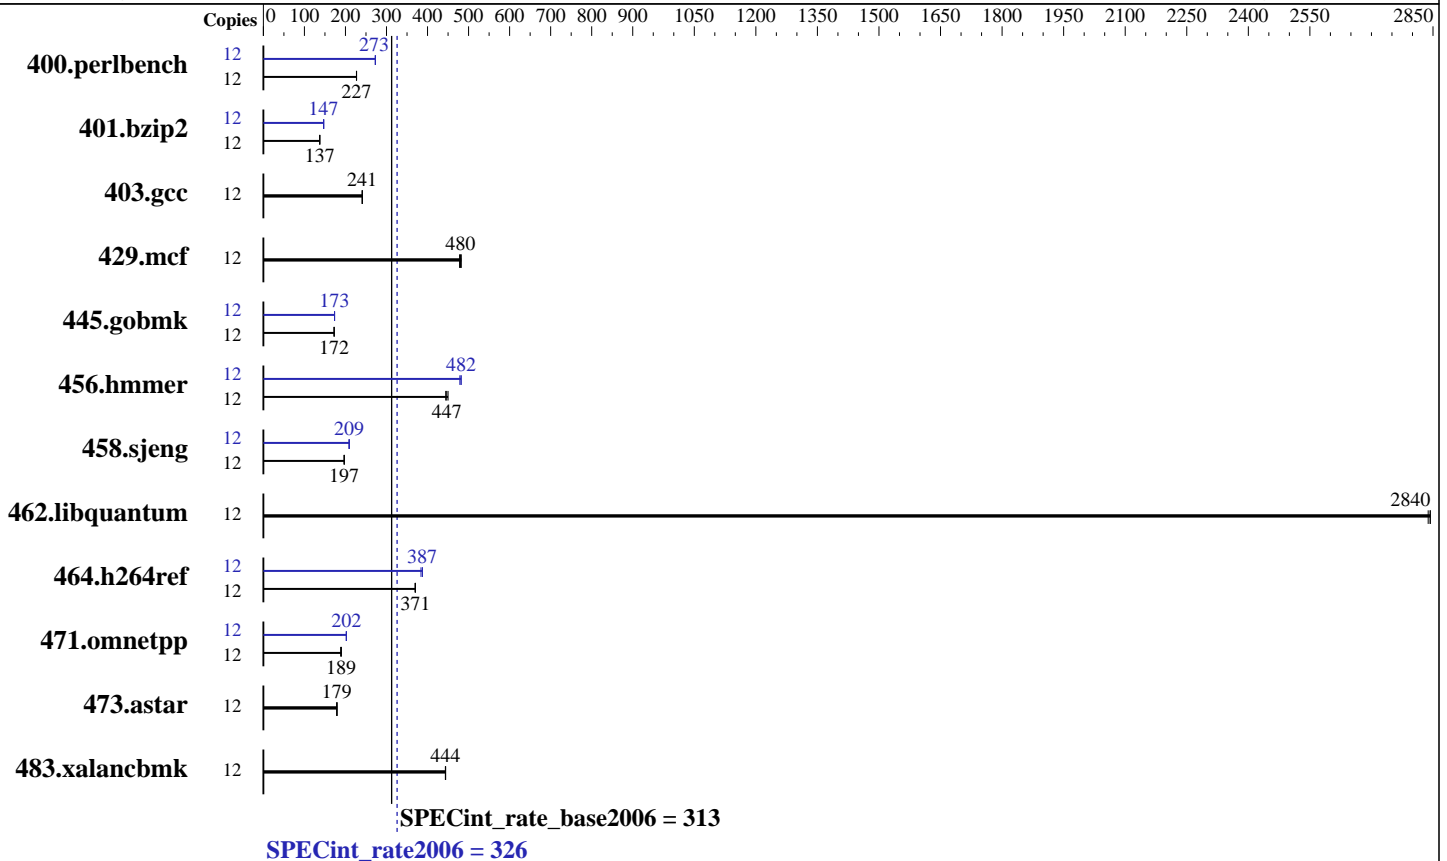 Copies 0 100 200 300 400 500 600 700 800 900 1050 1200 1350 1500 1650 1800 1950 2100 2250 2400 2550 2850
400.perlbench 12 273
12 227
401.bzip2 12 147
12 137
403.gcc 12 241
429.mcf 12 480
445.gobmk 12 173
12 172
456.hmmer 12 482
12 447
458.sjeng 12 209
12 197
462.libquantum 12 2840
464.h264ref 12 387
12 371
471.omnetpp 12 202
12 189
473.astar 12 179
483.xalancbmk 12 444
SPECint_rate_base2006 = 313
SPECint_rate2006 = 326